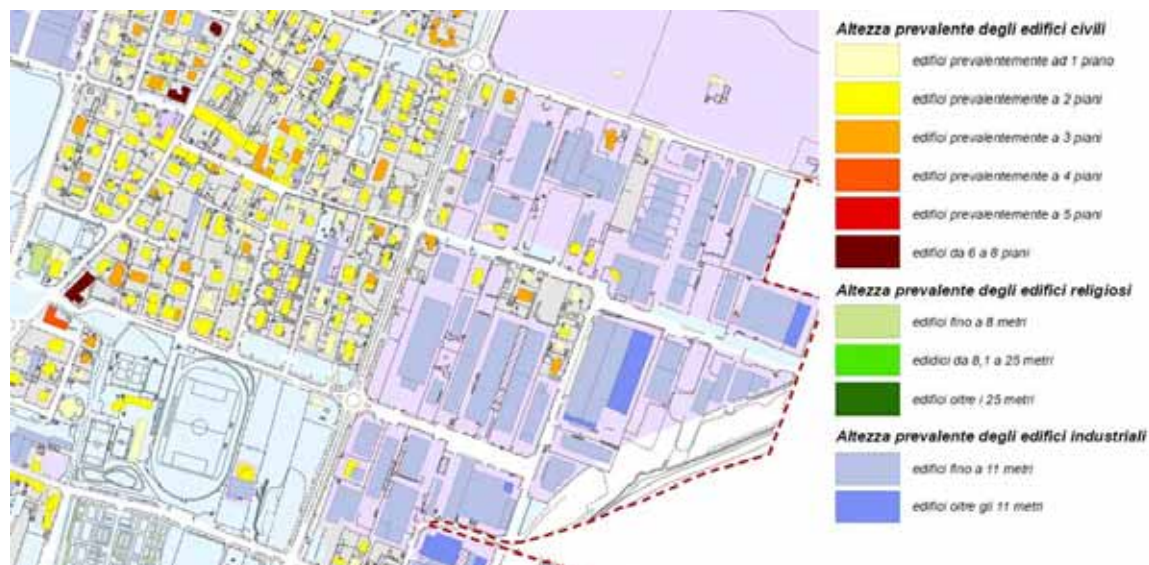 Altezza prevalente degli edifici civili
edifici prevalentemente ad 1 piano
edifici prevalentemente a 2 piani
edifici prevalentemente a 3 piani
edifici prevalentemente a 4 piani
edifici prevalentemente a 5 piani
edifici da 6 a 8 piani
Altezza prevalente degli edifici religiosi
edifici fino a 8 metri
edidici da 8,1 a 25 metri
edifici oltre i 25 metri
Altezza prevalente degli edifici industriali
edifici fino a 11 metri
edifici oltre gli 11 metri